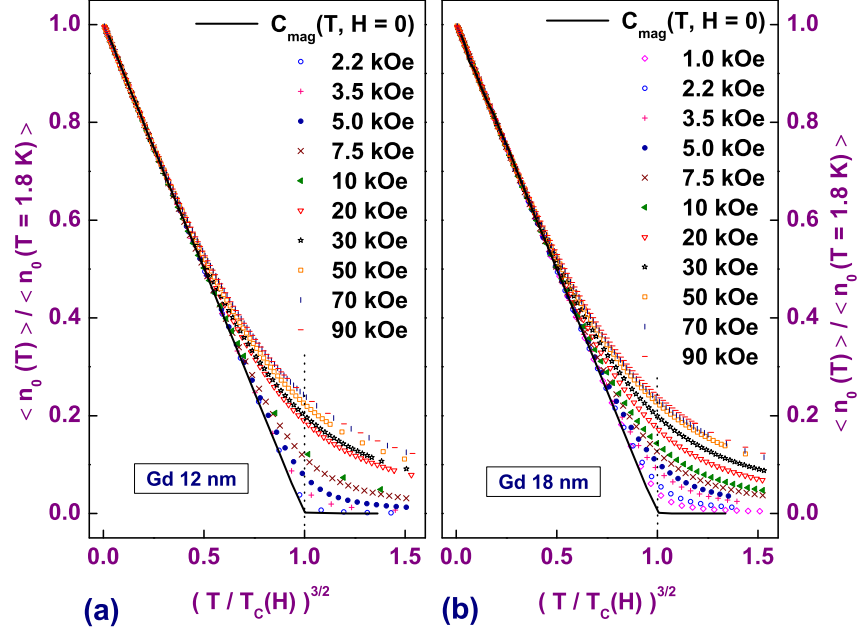 C_mag(T, H = 0)
2.2 kOe
3.5 kOe
5.0 kOe
7.5 kOe
10 kOe
20 kOe
30 kOe
50 kOe
70 kOe
90 kOe
1.0
0.8
0.6
0.4
0.2
0.0
< n_0 (T) > / < n_0 (T = 1.8 K) >
Gd 12 nm
0.0 0.5 1.0 1.5
(a)
( T / T_C(H) )^3/2
C_mag(T, H = 0)
1.0 kOe
2.2 kOe
3.5 kOe
5.0 kOe
7.5 kOe
10 kOe
20 kOe
30 kOe
50 kOe
70 kOe
90 kOe
1.0
0.8
0.6
0.4
0.2
0.0
< n_0 (T) > / < n_0 (T = 1.8 K) >
Gd 18 nm
0.0 0.5 1.0 1.5
(b)
( T / T_C(H) )^3/2